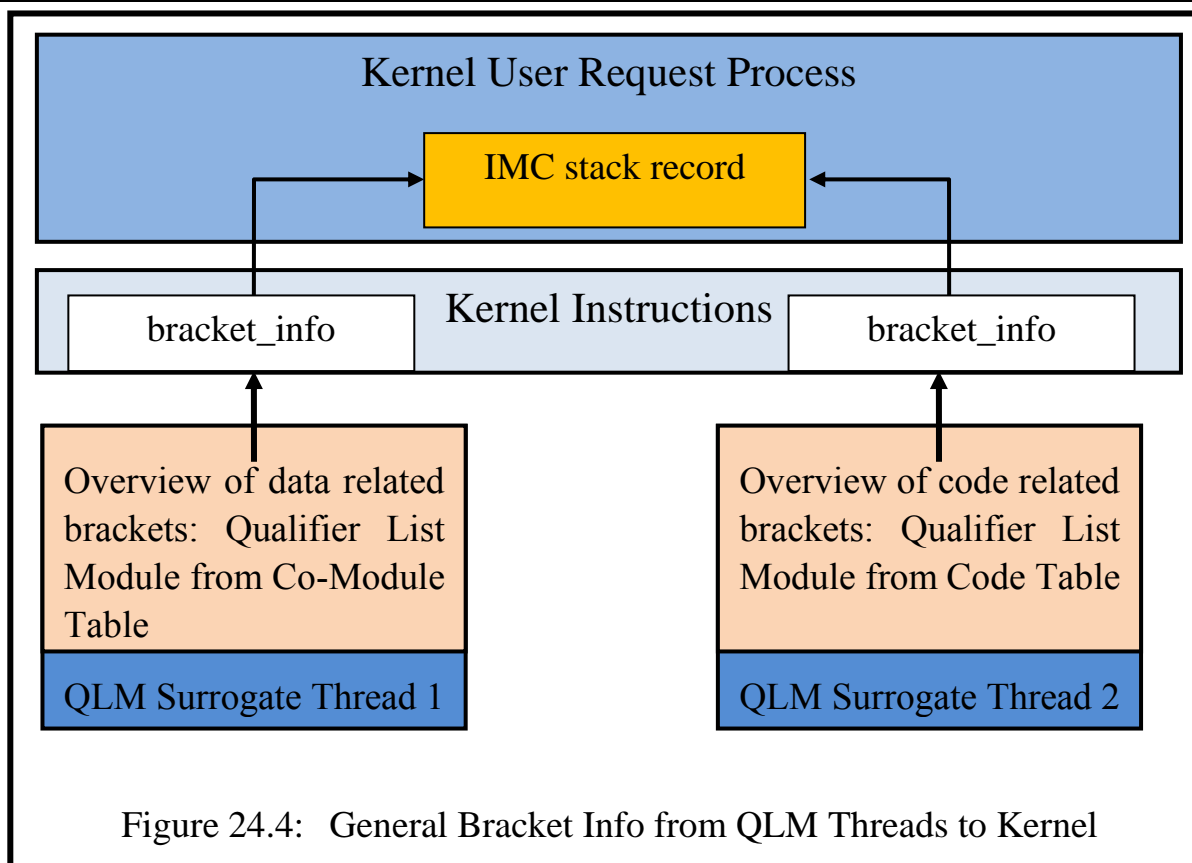 Kernel User Request Process
IMC stack record
Kernel Instructions
bracket_info
bracket_info
Overview of data related
brackets: Qualifier List
Module from Co-Module
Table
QLM Surrogate Thread 1
Overview of code related
brackets: Qualifier List
Module from Code Table
QLM Surrogate Thread 2
Figure 24.4: General Bracket Info from QLM Threads to Kernel